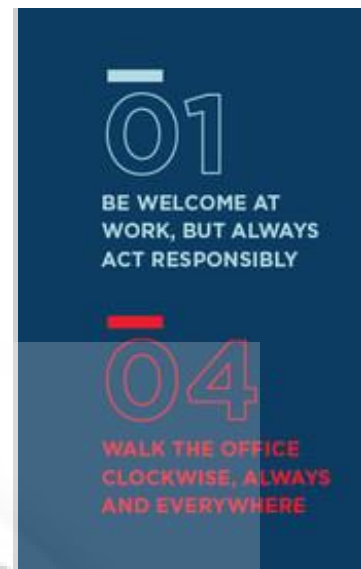 01
BE WELCOME AT
WORK, BUT ALWAYS
ACT RESPONSIBLY
04
WALK THE OFFICE
CLOCKWISE, ALWAYS
AND EVERYWHERE